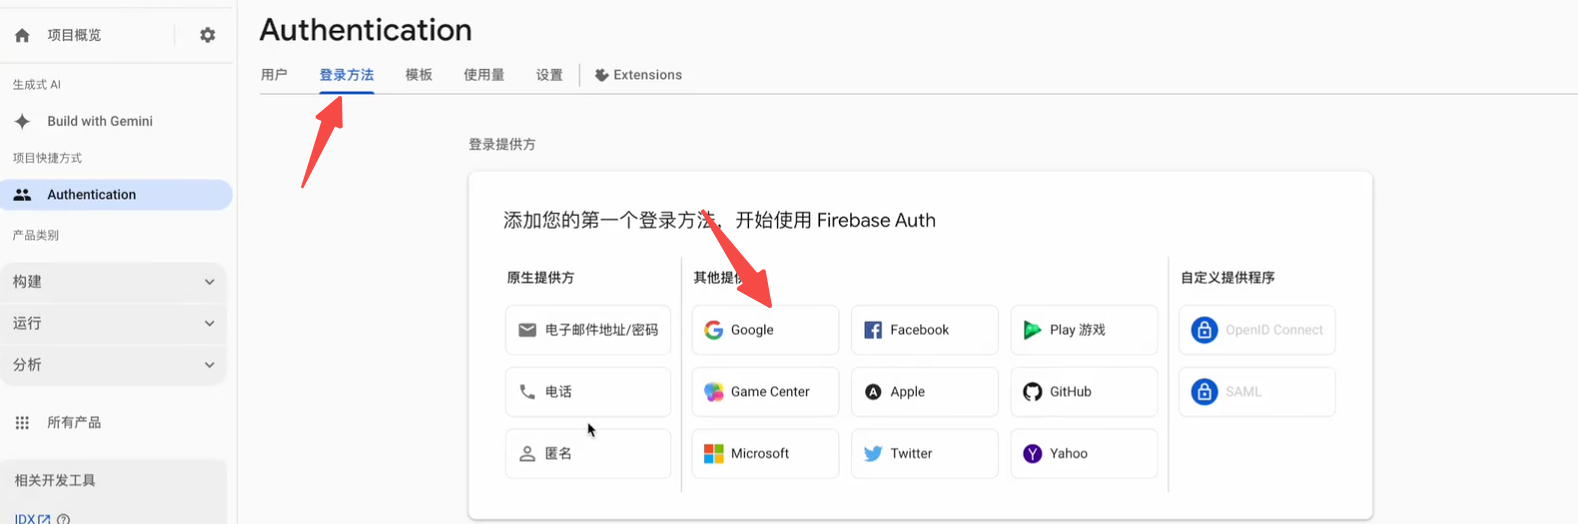 项目概览
生成式 AI
Build with Gemini
项目快捷方式
Authentication
产品类别
构建
运行
分析
所有产品
相关开发工具
IDX
Authentication
用户 登录方法 模板 使用量 设置 Extensions
登录提供方
添加您的第一个登录方法，开始使用 Firebase Auth
原生提供方
电子邮件地址/密码
电话
匿名
其他提供
Google Facebook Play 游戏
Game Center Apple GitHub
Microsoft Twitter Yahoo
自定义提供程序
OpenID Connect
SAML